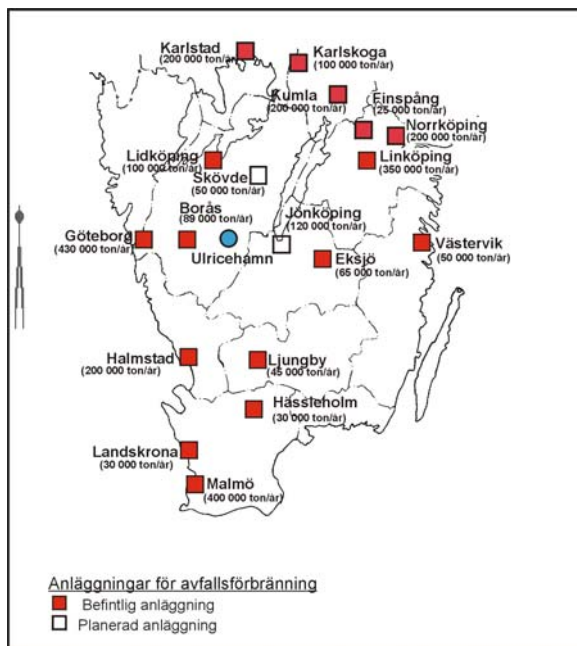 Karlstad
(200 000 ton/år)
Karlskoga
(100 000 ton/år)
Kumla
(200 000 ton/år)
Finspång
(25 000 ton/år)
Norrköping
(200 000 ton/år)
Lidköping
(100 000 ton/år)
Linköping
(350 000 ton/år)
Skövde
(50 000 ton/år)
Borås
(89 000 ton/år)
Jönköping
(120 000 ton/år)
Göteborg
(430 000 ton/år)
Ulricehamn
Västervik
(50 000 ton/år)
Eksjö
(65 000 ton/år)
Halmstad
(200 000 ton/år)
Ljungby
(45 000 ton/år)
Hässleholm
(30 000 ton/år)
Landskrona
(30 000 ton/år)
Malmö
(400 000 ton/år)
Anläggningar för avfallsförbränning
Befintlig anläggning
Planerad anläggning